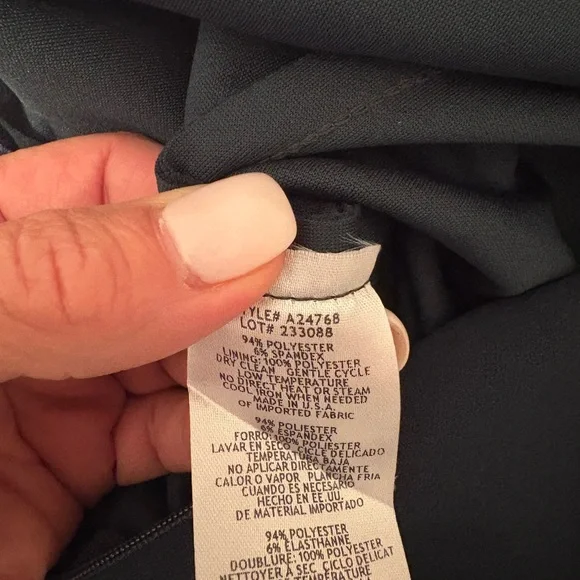 YLE# A24768
LOT# 233088
94% POLYESTER
6% SPANDEX
LINING: 100% POLYESTER
DRY CLEAN GENTLE CYCLE
LOW TEMPERATURE
NO DIRECT HEAT OR STEAM
COOL IRON WHEN NEEDED
MADE IN U.S.A.
OF IMPORTED FABRIC
94% POLIESTER
6% ESPANDEX
FORRO: 100% POLIESTER
LAVAR EN SECO CICLE DELICADO
TEMPERATURA BAJA
NO APLICAR DIRECTAMENTE
CALOR O VAPOR PLANCHA FRIA
CUANDO ES NECESARIO
HECHO EN EE.UU.
DE MATERIAL IMPORTADO
94% POLYESTER
6% ELASTHANNE
DOUBLURE: 100% POLYESTER
NETTOYER A SEC CICLO DELICAT